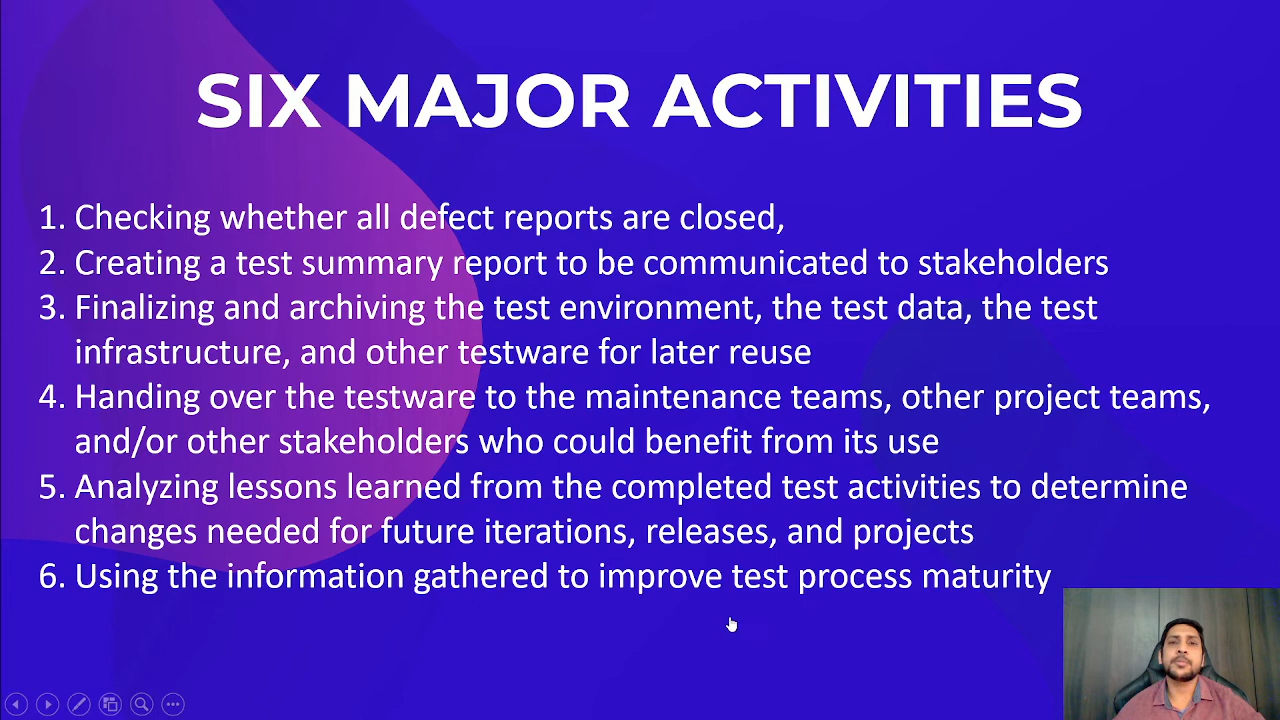 SIX MAJOR ACTIVITIES
1. Checking whether all defect reports are closed,
2. Creating a test summary report to be communicated to stakeholders
3. Finalizing and archiving the test environment, the test data, the test
infrastructure, and other testware for later reuse
4. Handing over the testware to the maintenance teams, other project teams,
and/or other stakeholders who could benefit from its use
5. Analyzing lessons learned from the completed test activities to determine
changes needed for future iterations, releases, and projects
6. Using the information gathered to improve test process maturity